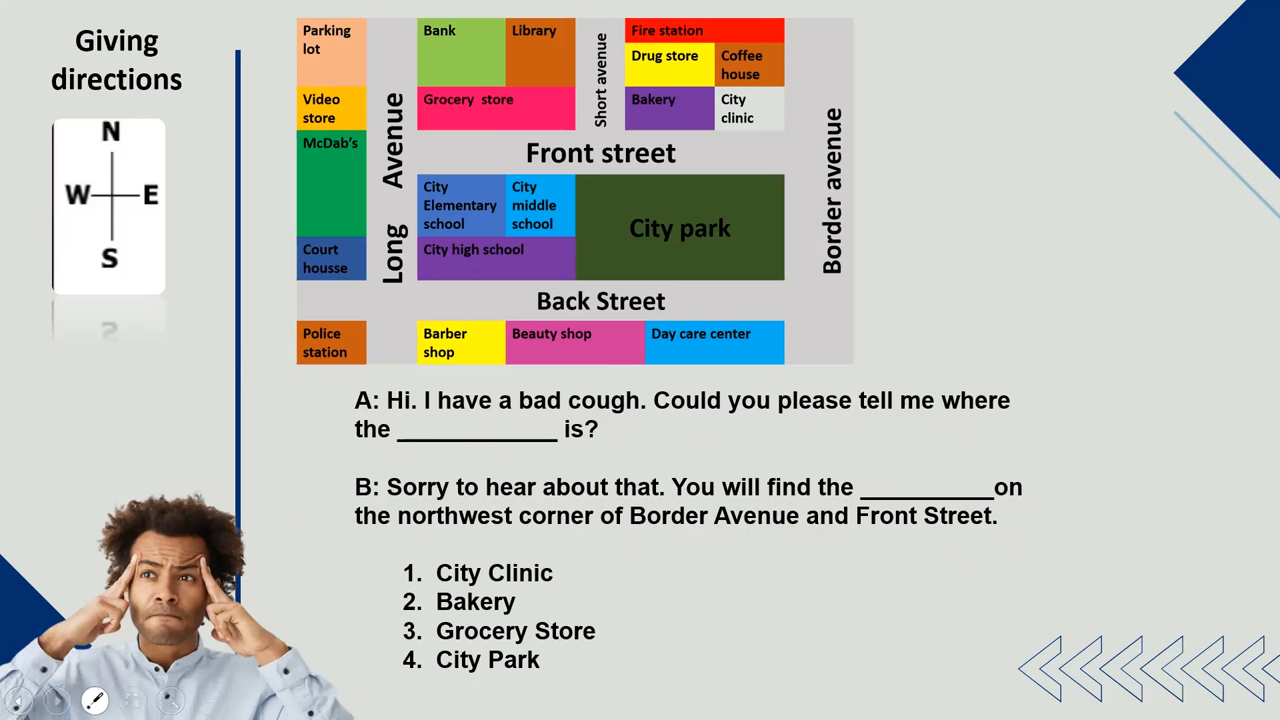 Giving
directions
N
W E
S
Parking
lot
Bank
Library
Fire station
Drug store
Coffee
house
Video
store
Grocery store
Short avenue
Bakery
City
clinic
McDab's
Long Avenue
Front street
Border avenue
City
Elementary
school
City
middle
school
City park
Court
housse
City high school
Back Street
Police
station
Barber
shop
Beauty shop
Day care center
A: Hi. I have a bad cough. Could you please tell me where
the ____________ is?
B: Sorry to hear about that. You will find the __________on
the northwest corner of Border Avenue and Front Street.
1. City Clinic
2. Bakery
3. Grocery Store
4. City Park